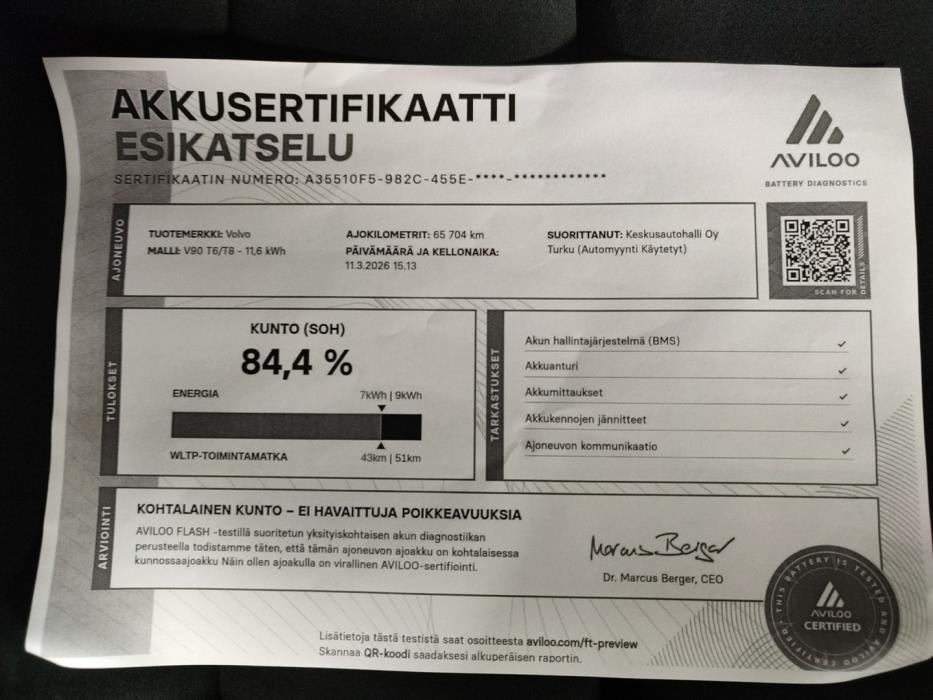 AKKUSERTIFIKAATTI
ESIKATSELU
SERTIFIKAATIN NUMERO: A35510F5-982C-455E-****-************
AVILOO
BATTERY DIAGNOSTICS
AJONEUVO
TUOTEMERKKI: Volvo
MALLI: V90 T6/T8 - 11,6 kWh
AJOKILOMETRIT: 65 704 km
PÄIVÄMÄÄRÄ JA KELLONAIKA:
11.3.2026 15.13
SUORITTANUT: Keskusautohalli Oy
Turku (Automyynti Käytetyt)
SCAN FOR DETAILS
TULOKSET
KUNTO (SOH)
84,4 %
ENERGIA 7kWh | 9kWh
WLTP-TOIMINTAMATKA 43km | 51km
TARKASTUKSET
Akun hallintajärjestelmä (BMS)
Akkuanturi
Akkumittaukset
Akkukennojen jännitteet
Ajoneuvon kommunikaatio
ARVIOINTI
KOHTALAINEN KUNTO – EI HAVAITTUJA POIKKEAVUUKSIA
AVILOO FLASH -testillä suoritetun yksityiskohtaisen akun diagnostiikan
perusteella todistamme täten, että tämän ajoneuvon ajoakku on kohtalaisessa
kunnossaajoakku Näin ollen ajoakulla on virallinen AVILOO-sertifiointi.
Marcus Berger
Dr. Marcus Berger, CEO
THIS BATTERY IS TESTED AND AVILOO CERTIFIED
AVILOO
CERTIFIED
Lisätietoja tästä testistä saat osoitteesta aviloo.com/ft-preview
Skannaa QR-koodi saadaksesi alkuperäisen raportin.